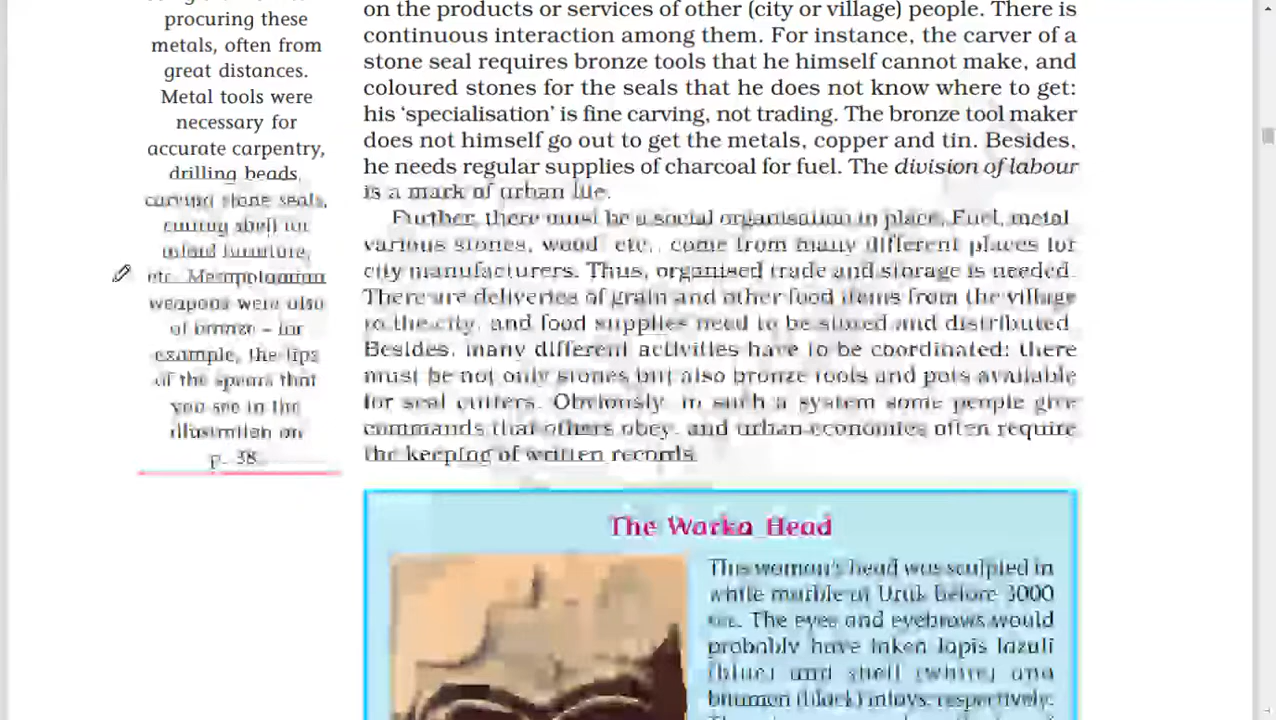 procuring these
metals, often from
great distances.
Metal tools were
necessary for
accurate carpentry,
drilling beads,
carving stone seals,
cutting shell for
inlaid furniture,
etc. Mesopotamian
weapons were also
of bronze – for
example, the tips
of the spears that
you see in the
illustration on
p. 38.
on the products or services of other (city or village) people. There is
continuous interaction among them. For instance, the carver of a
stone seal requires bronze tools that he himself cannot make, and
coloured stones for the seals that he does not know where to get:
his ‘specialisation’ is fine carving, not trading. The bronze tool maker
does not himself go out to get the metals, copper and tin. Besides,
he needs regular supplies of charcoal for fuel. The division of labour
is a mark of urban life.
Further, there must be a social organisation in place. Fuel, metal,
various stones, wood, etc., come from many different places for
city manufacturers. Thus, organised trade and storage is needed.
There are deliveries of grain and other food items from the village
to the city, and food supplies need to be stored and distributed.
Besides, many different activities have to be coordinated: there
must be not only stones but also bronze tools and pots available
for seal cutters. Obviously, in such a system some people give
commands that others obey, and urban economies often require
the keeping of written records.
The Warka Head
This woman’s head was sculpted in
white marble at Uruk before 3000
BCE. The eyes and eyebrows would
probably have taken lapis lazuli
(blue) and shell (white) and
bitumen (black) inlays, respectively.